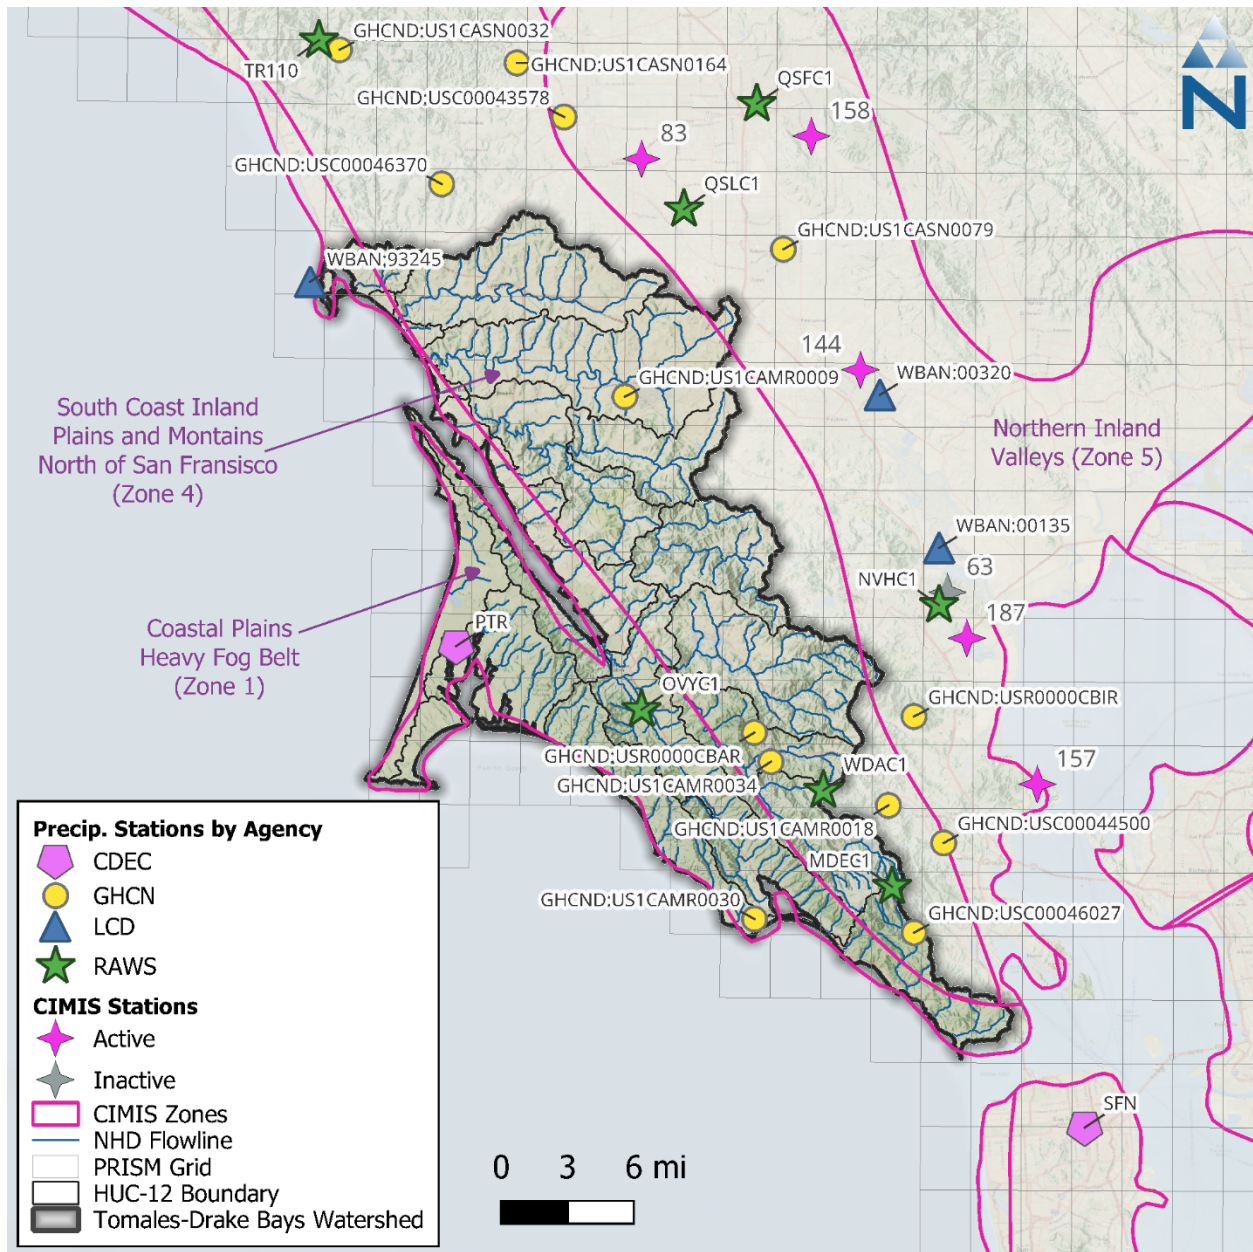 GHCND:US1CASN0032
TR110
GHCND:US1CASN0164
GHCND:USC00043578
QSFC1
158
83
N
GHCND:USC00046370
QSLC1
GHCND:US1CASN0079
WBAN:93245
144
GHCND:US1CAMR0009
WBAN:00320
South Coast Inland
Plains and Montains
North of San Fransisco
(Zone 4)
Northern Inland
Valleys (Zone 5)
WBAN:00135
63
NVHC1
187
Coastal Plains
Heavy Fog Belt
(Zone 1)
PTR
OVYC1
GHCND:USR0000CBIR
GHCND:USR0000CBAR
WDAC1
157
GHCND:US1CAMR0034
GHCND:US1CAMR0018
GHCND:USC00044500
MDEC1
GHCND:US1CAMR0030
GHCND:USC00046027
SFN
Precip. Stations by Agency
CDEC
GHCN
LCD
RAWS
CIMIS Stations
Active
Inactive
CIMIS Zones
NHD Flowline
PRISM Grid
HUC-12 Boundary
Tomales-Drake Bays Watershed
0 3 6 mi